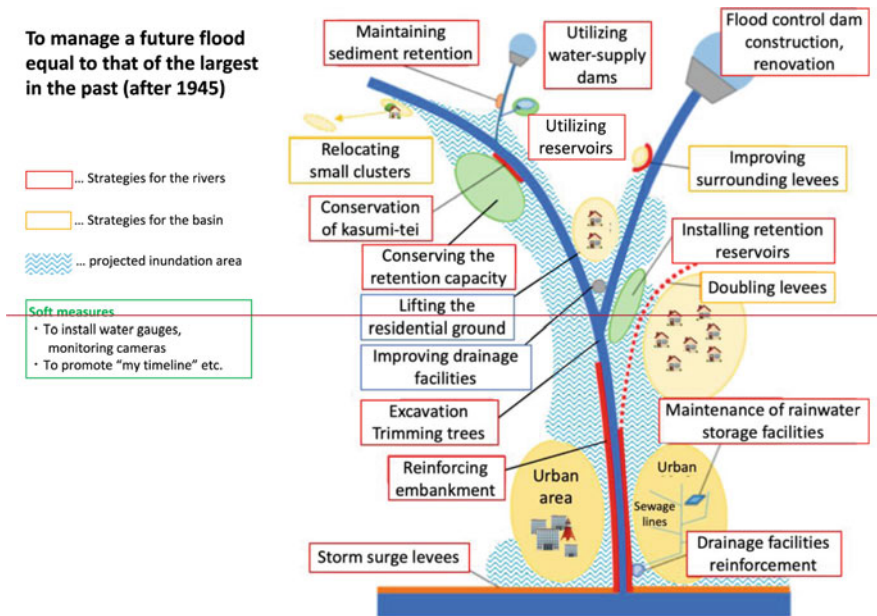 To manage a future flood
equal to that of the largest
in the past (after 1945)
... Strategies for the rivers
... Strategies for the basin
... projected inundation area
Soft measures
・To install water gauges,
monitoring cameras
・To promote “my timeline” etc.
Maintaining
sediment retention
Utilizing
water-supply
dams
Flood control dam
construction,
renovation
Relocating
small clusters
Utilizing
reservoirs
Improving
surrounding levees
Conservation
of kasumi-tei
Conserving the
retention capacity
Installing retention
reservoirs
Lifting the
residential ground
Doubling levees
Improving drainage
facilities
Excavation
Trimming trees
Maintenance of rainwater
storage facilities
Reinforcing
embankment
Urban
area
Urban
Sewage
lines
Storm surge levees
Drainage facilities
reinforcement